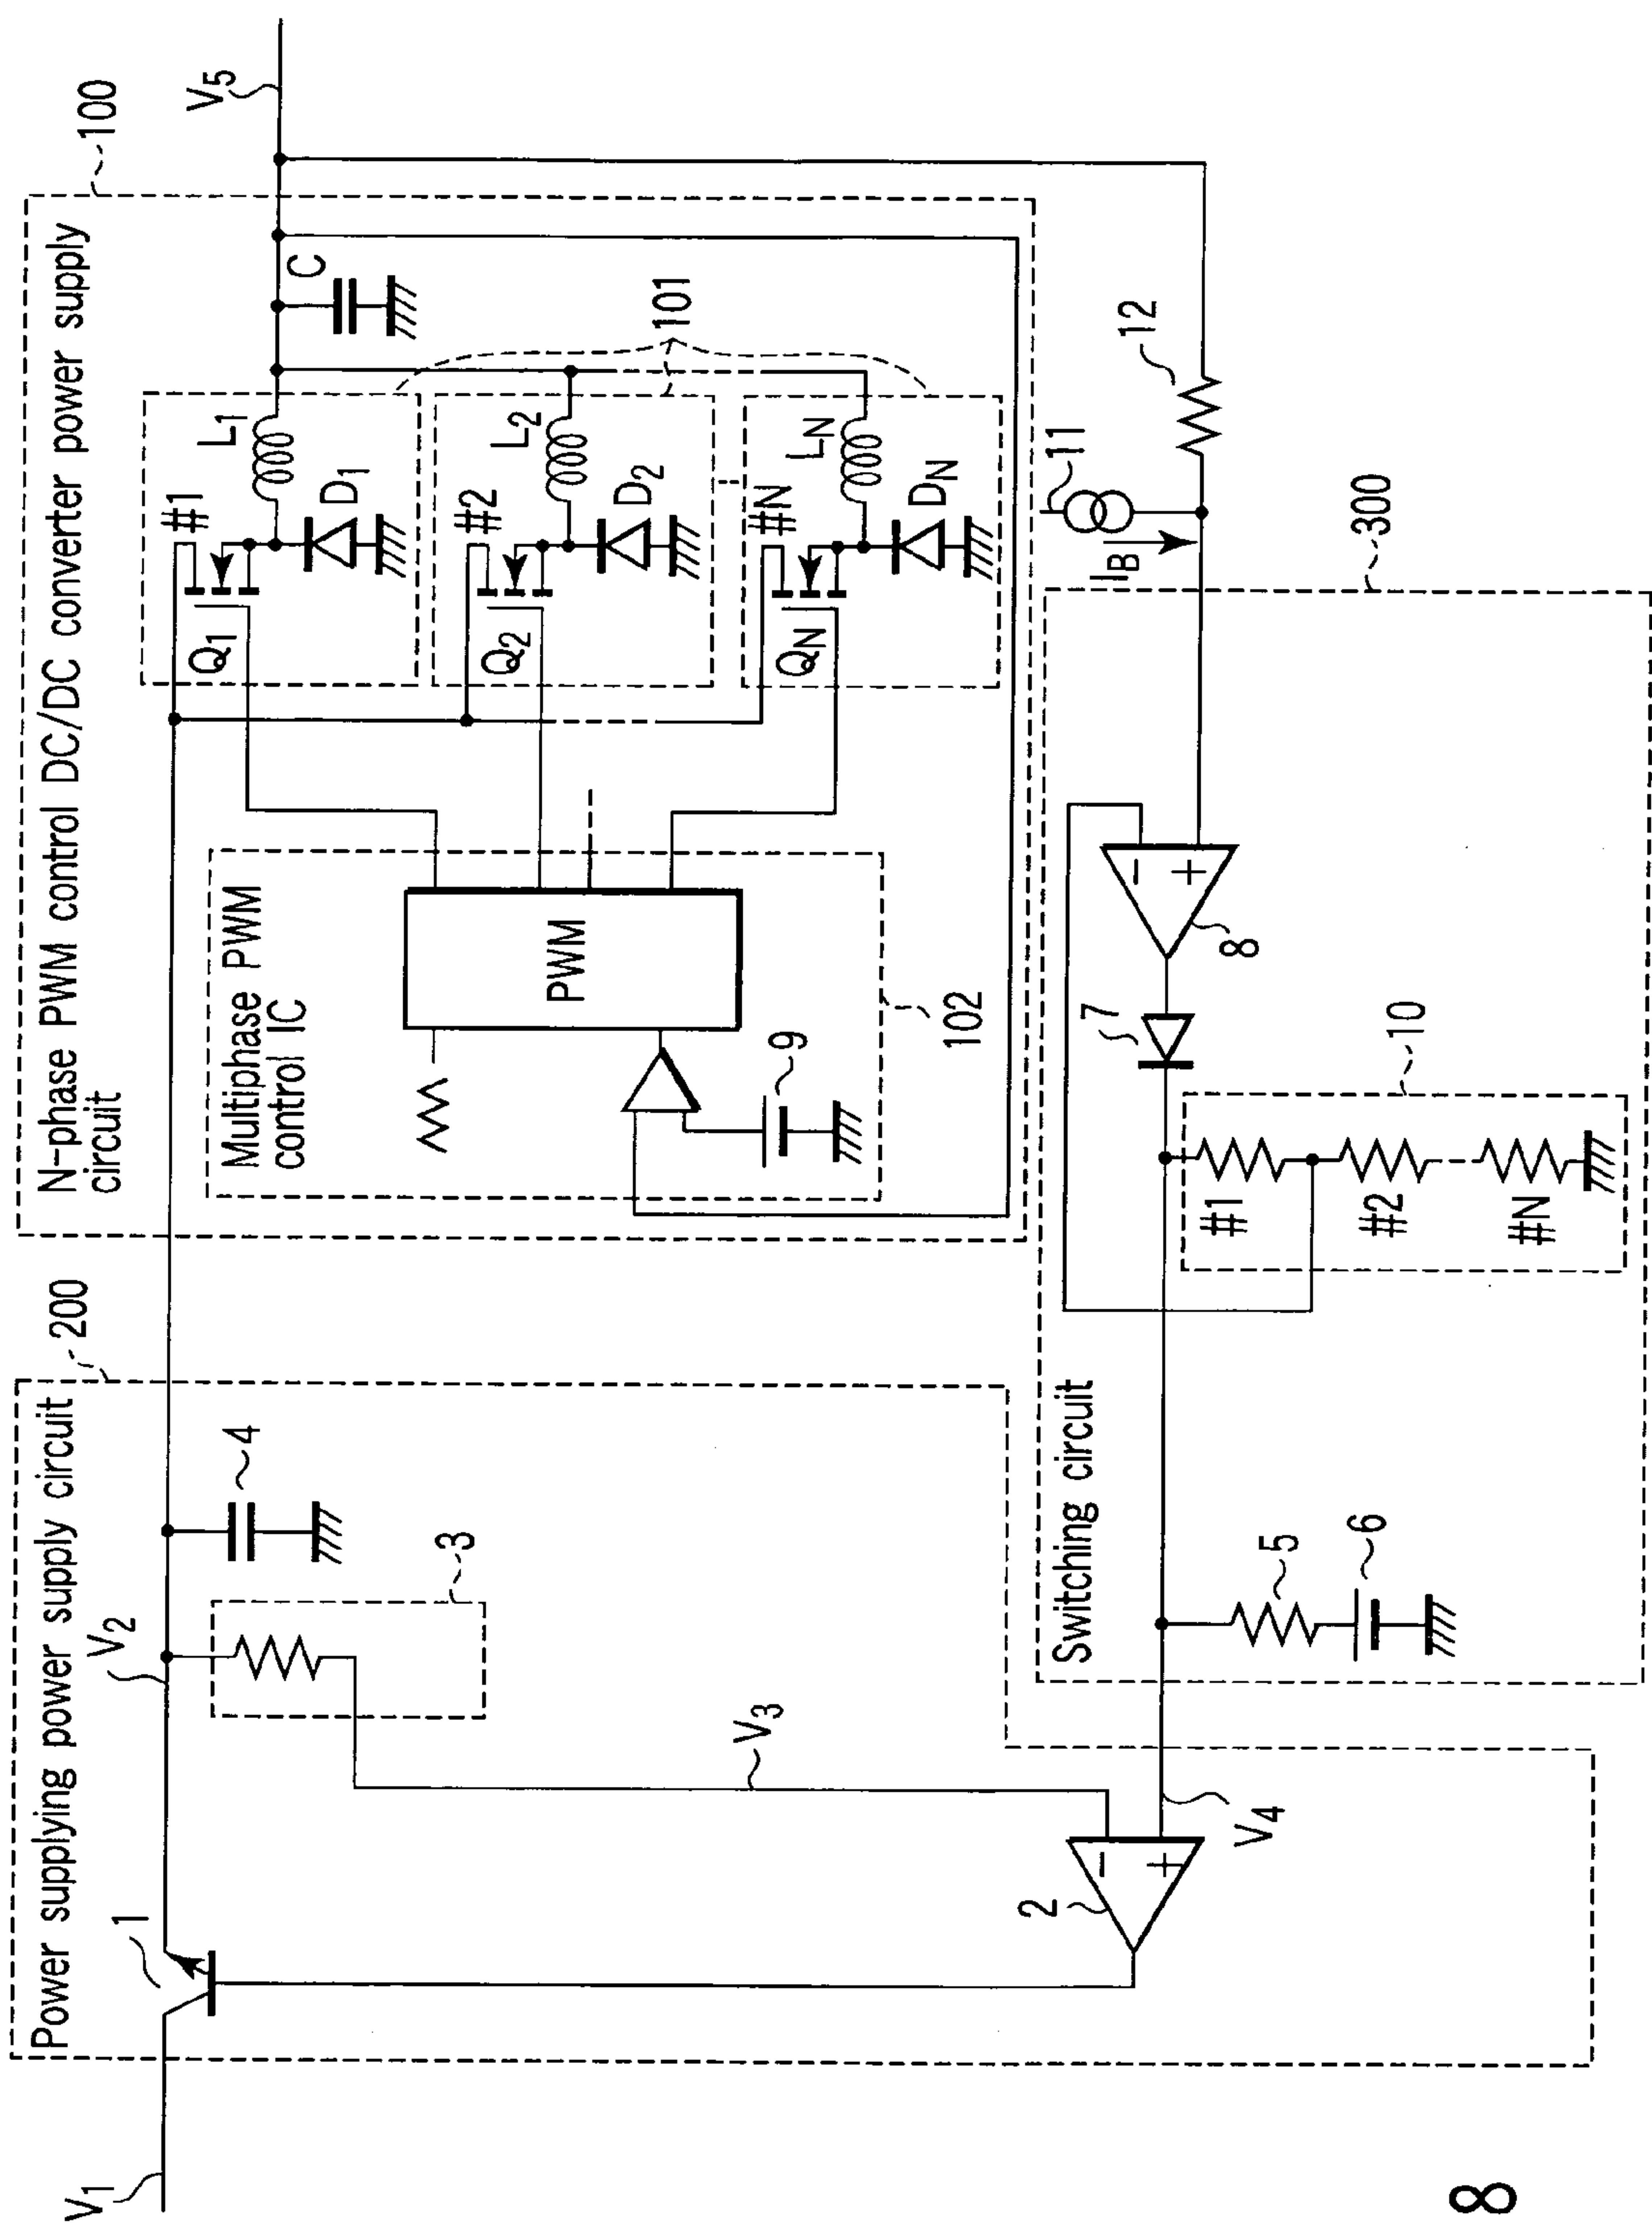 Power supplying power supply circuit
200
N-phase PWM control DC/DC converter power supply
circuit
100
V1
1
V2
4
3
V3
2
−
+
V4
Multiphase PWM
control IC
PWM
9
102
Q1
#1
L1
D1
Q2
#2
L2
D2
QN
#N
LN
DN
101
C
V5
Switching circuit
300
5
6
7
8
−
+
10
#1
#2
#N
IB
11
12
8